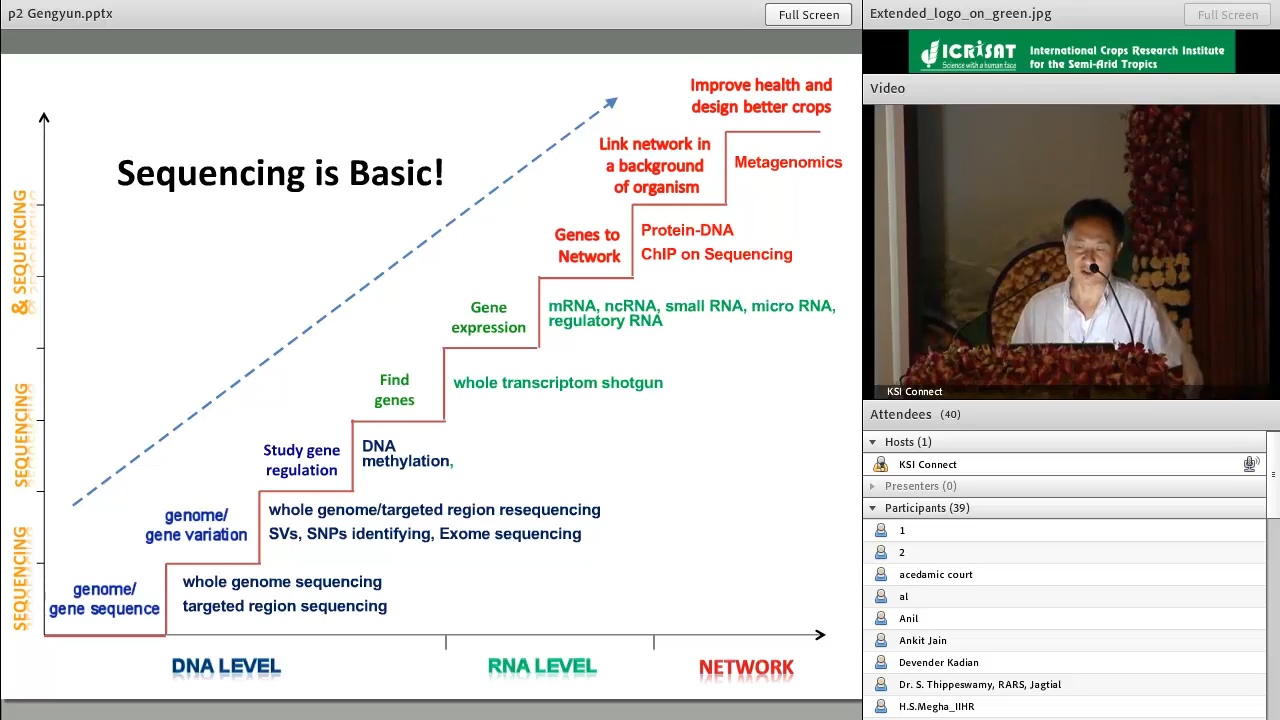 p2 Gengyun.pptx
Full Screen
Sequencing is Basic!
Improve health and
design better crops
Link network in
a background
of organism
Metagenomics
Genes to
Network
Protein-DNA
ChIP on Sequencing
Gene
expression
mRNA, ncRNA, small RNA, micro RNA,
regulatory RNA
Find
genes
whole transcriptom shotgun
Study gene
regulation
DNA
methylation,
genome/
gene variation
whole genome/targeted region resequencing
SVs, SNPs identifying, Exome sequencing
genome/
gene sequence
whole genome sequencing
targeted region sequencing
& SEQUENCING
SEQUENCING
SEQUENCING
DNA LEVEL
RNA LEVEL
NETWORK
Extended_logo_on_green.jpg
Full Screen
ICRISAT
Science with a human face
International Crops Research Institute
for the Semi-Arid Tropics
Video
KSI Connect
Attendees (40)
Hosts (1)
KSI Connect
Presenters (0)
Participants (39)
1
2
acedamic court
al
Anil
Ankit Jain
Devender Kadian
Dr. S. Thippeswamy, RARS, Jagtial
H.S.Megha_IIHR